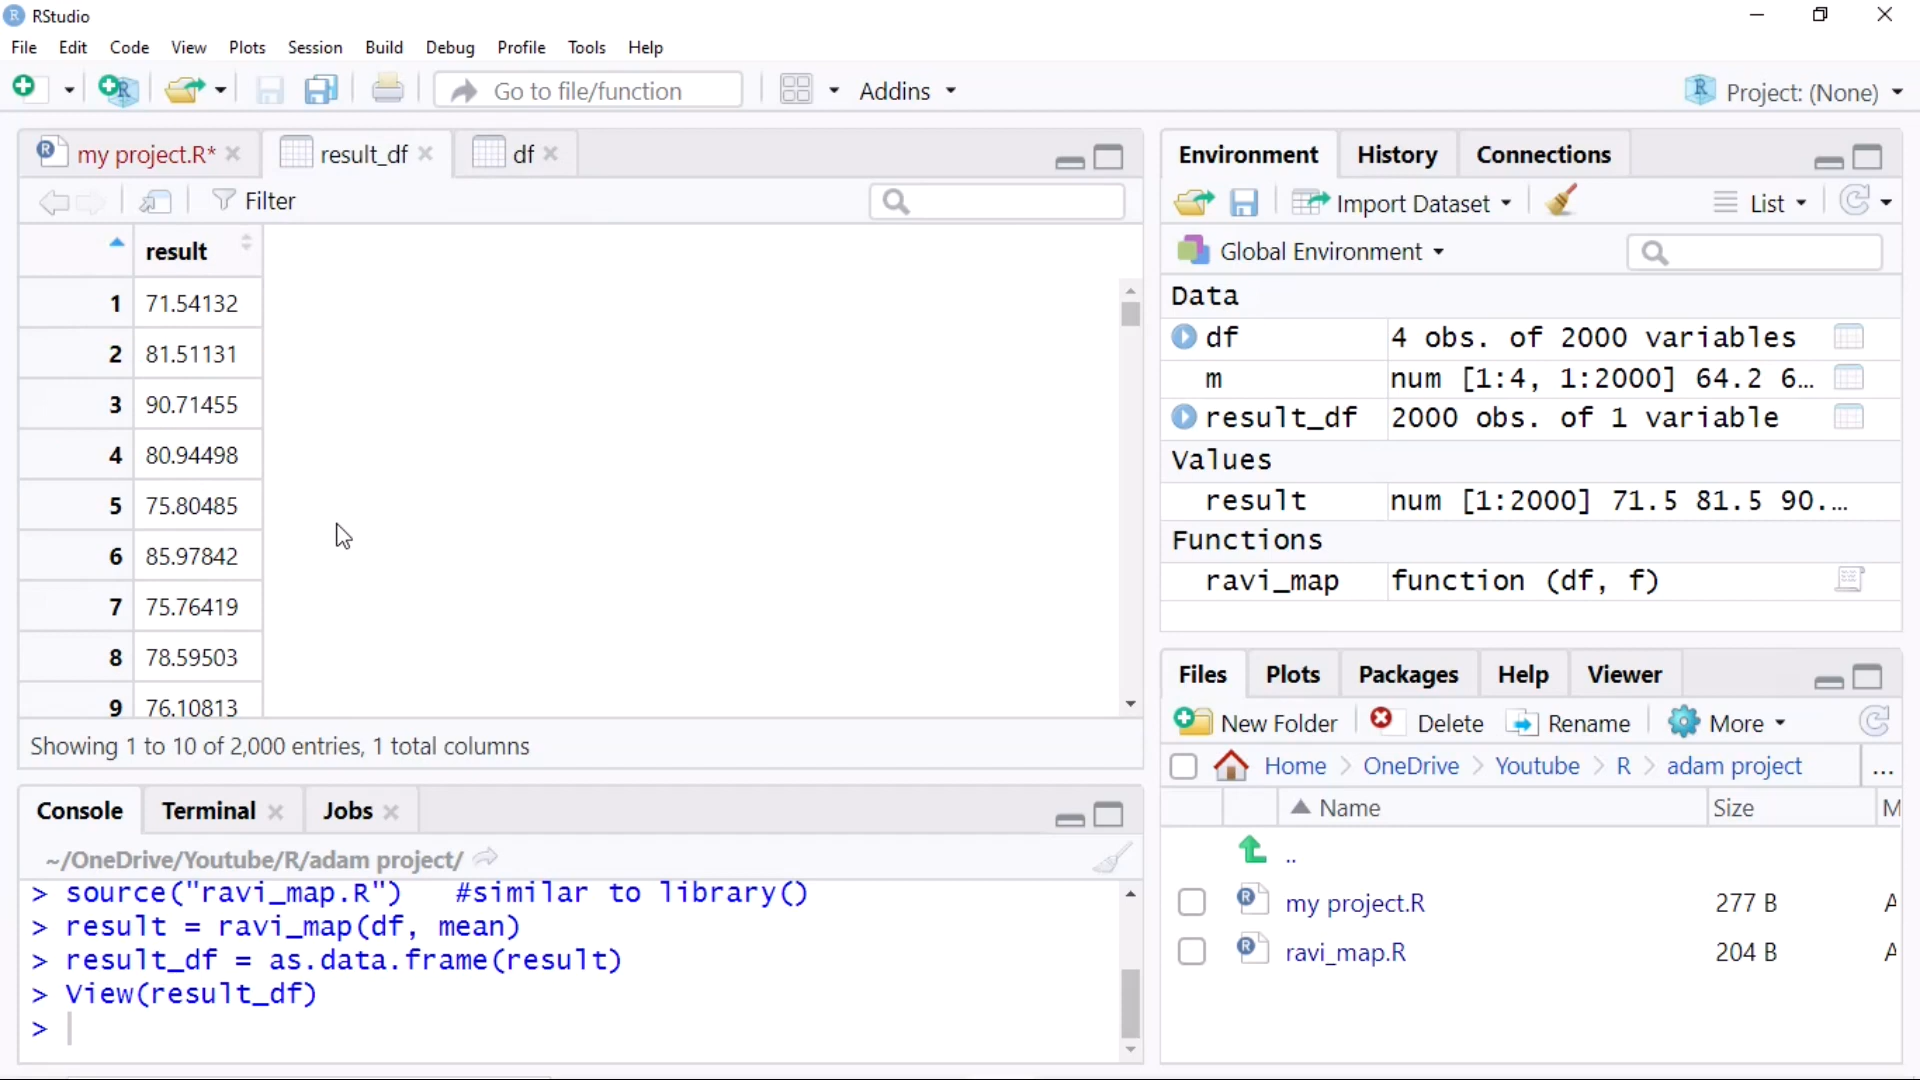 RStudio
File Edit Code View Plots Session Build Debug Profile Tools Help
Go to file/function Addins Project: (None)
my project.R* result_df df
Filter
result
1 71.54132
2 81.51131
3 90.71455
4 80.94498
5 75.80485
6 85.97842
7 75.76419
8 78.59503
9 76.10813
Showing 1 to 10 of 2,000 entries, 1 total columns
Console Terminal Jobs
~/OneDrive/Youtube/R/adam project/
> source("ravi_map.R") #similar to library()
> result = ravi_map(df, mean)
> result_df = as.data.frame(result)
> View(result_df)
>
Environment History Connections
Import Dataset List
Global Environment
Data
df 4 obs. of 2000 variables
m num [1:4, 1:2000] 64.2 6...
result_df 2000 obs. of 1 variable
Values
result num [1:2000] 71.5 81.5 90....
Functions
ravi_map function (df, f)
Files Plots Packages Help Viewer
New Folder Delete Rename More
Home > OneDrive > Youtube > R > adam project ...
Name Size M
..
my project.R 277 B A
ravi_map.R 204 B A